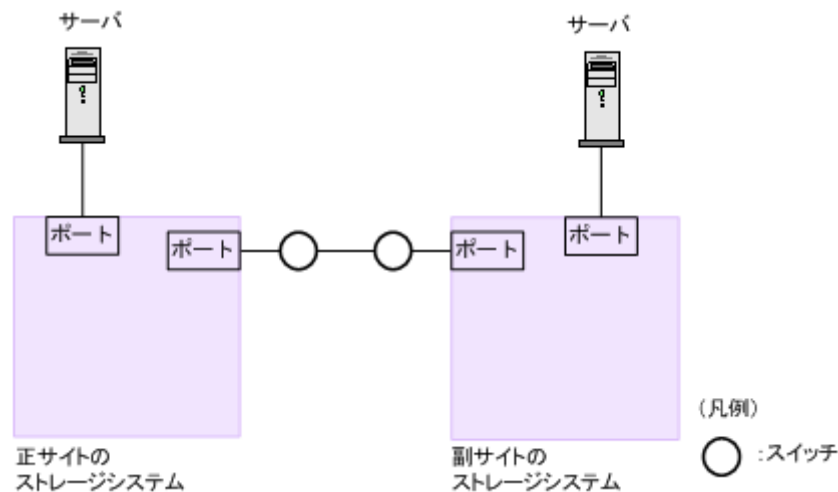 サーバ
サーバ
ポート
ポート
ポート
ポート
正サイトの
ストレージシステム
副サイトの
ストレージシステム
(凡例)
:スイッチ